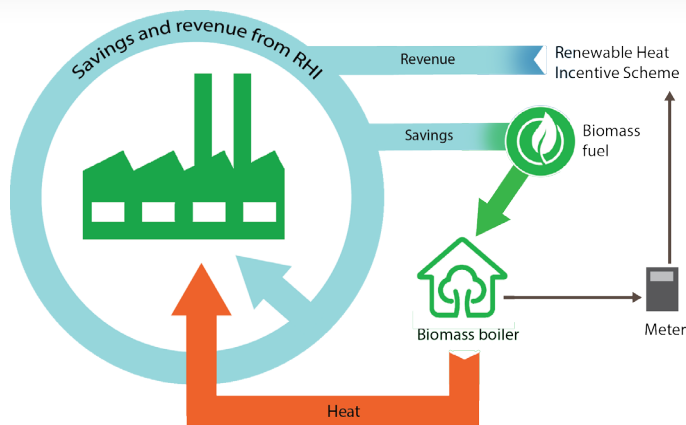 Savings and revenue from RHI
Revenue
Renewable Heat
Incentive Scheme
Savings
Biomass
fuel
Biomass boiler
Meter
Heat